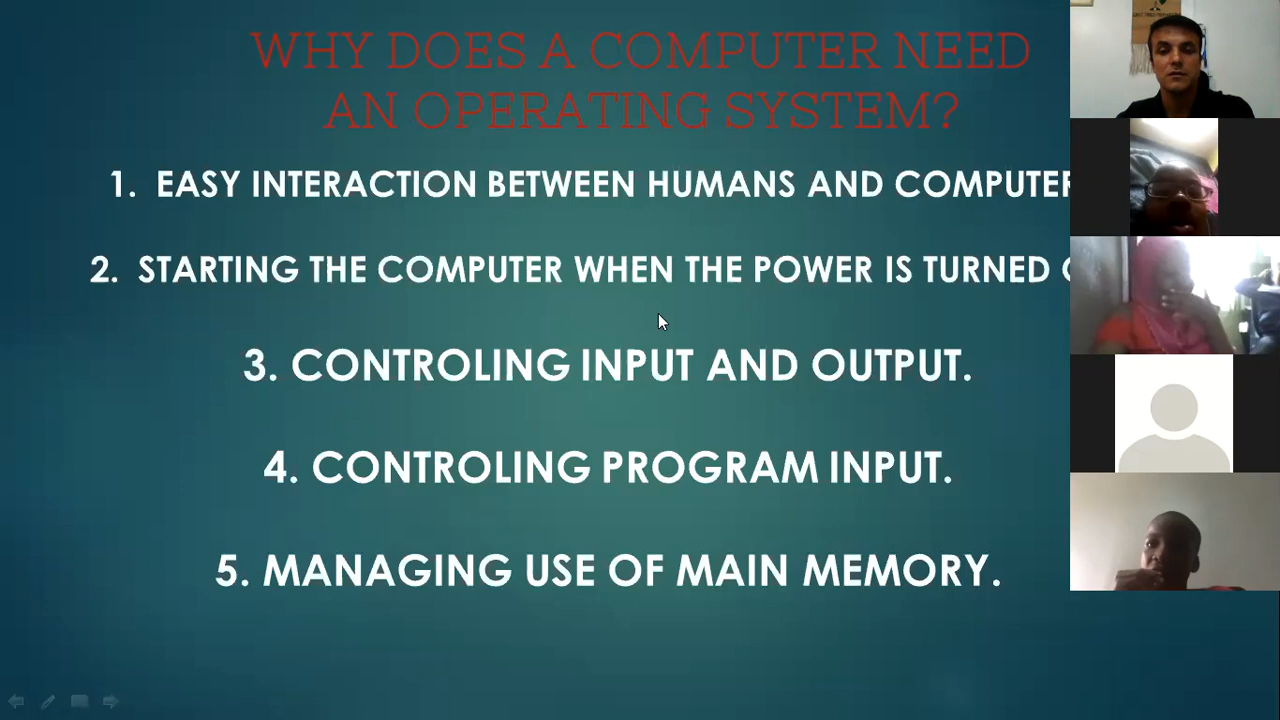 WHY DOES A COMPUTER NEED
AN OPERATING SYSTEM?
1. EASY INTERACTION BETWEEN HUMANS AND COMPUTER
2. STARTING THE COMPUTER WHEN THE POWER IS TURNED
3. CONTROLING INPUT AND OUTPUT.
4. CONTROLING PROGRAM INPUT.
5. MANAGING USE OF MAIN MEMORY.